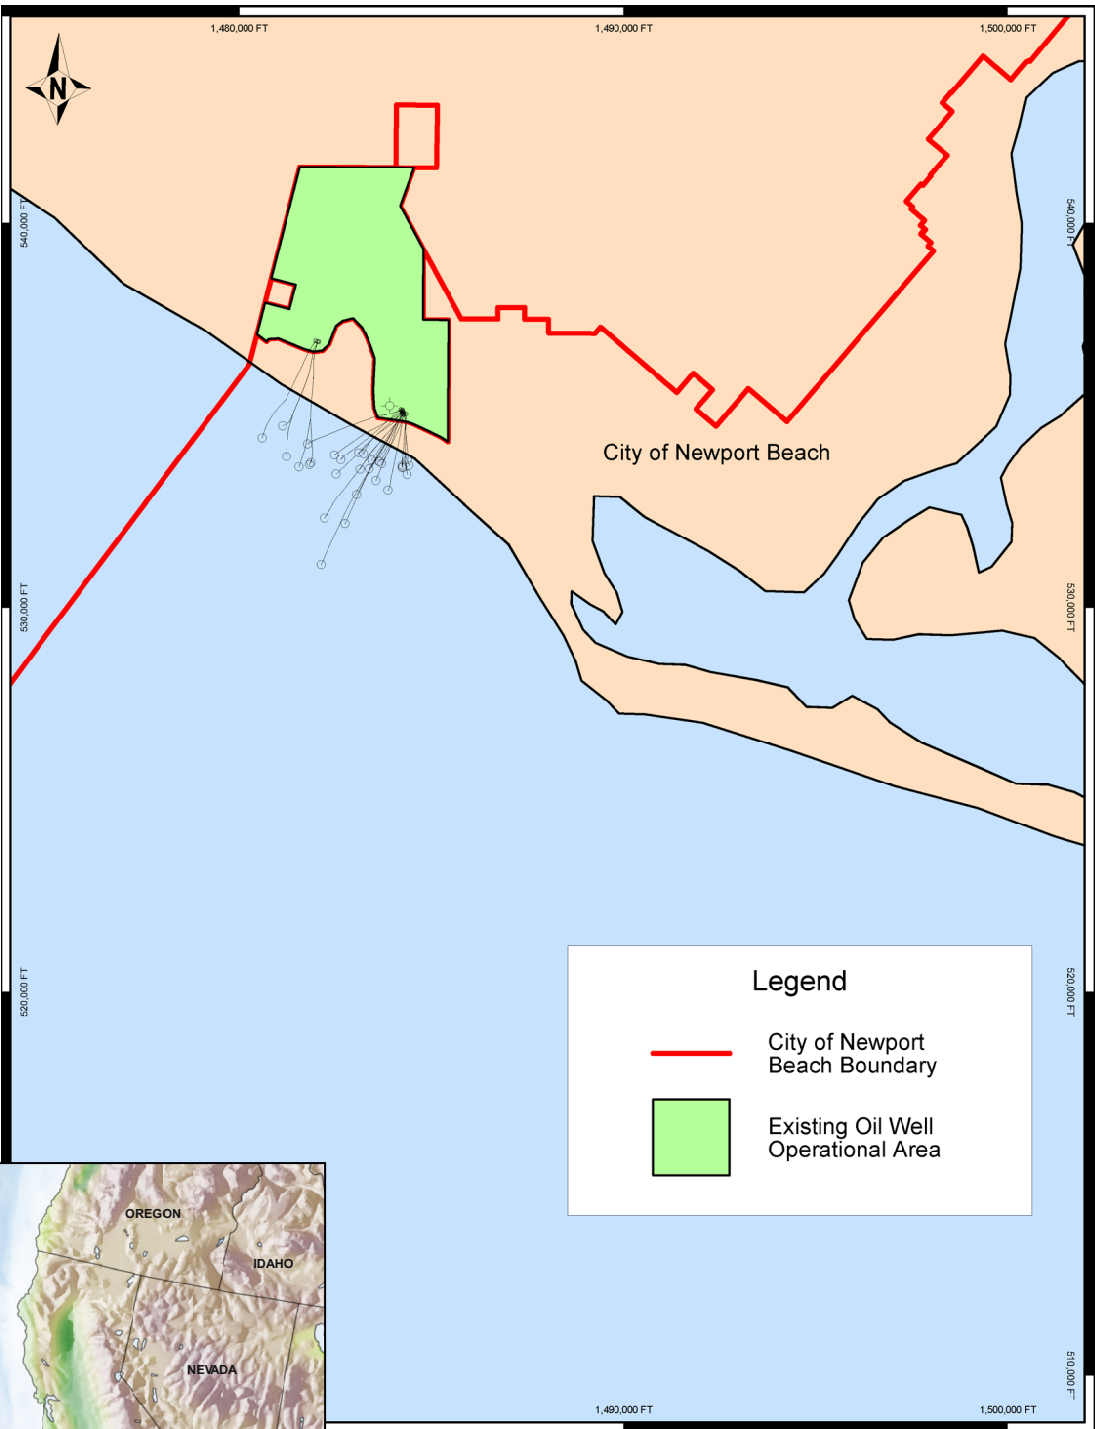 1,480,000 FT
1,490,000 FT
1,500,000 FT
N
540,000 FT
540,000 FT
City of Newport Beach
530,000 FT
530,000 FT
520,000 FT
520,000 FT
Legend
City of Newport
Beach Boundary
Existing Oil Well
Operational Area
OREGON
IDAHO
NEVADA
510,000 FT
1,490,000 FT
1,500,000 FT